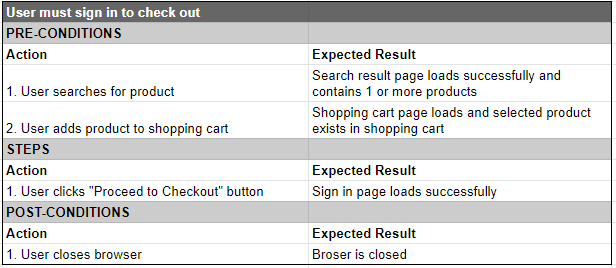 User must sign in to check out
PRE-CONDITIONS
Action Expected Result
1. User searches for product Search result page loads successfully and
contains 1 or more products
2. User adds product to shopping cart Shopping cart page loads and selected product
exists in shopping cart
STEPS
Action Expected Result
1. User clicks "Proceed to Checkout" button Sign in page loads successfully
POST-CONDITIONS
Action Expected Result
1. User closes browser Broser is closed